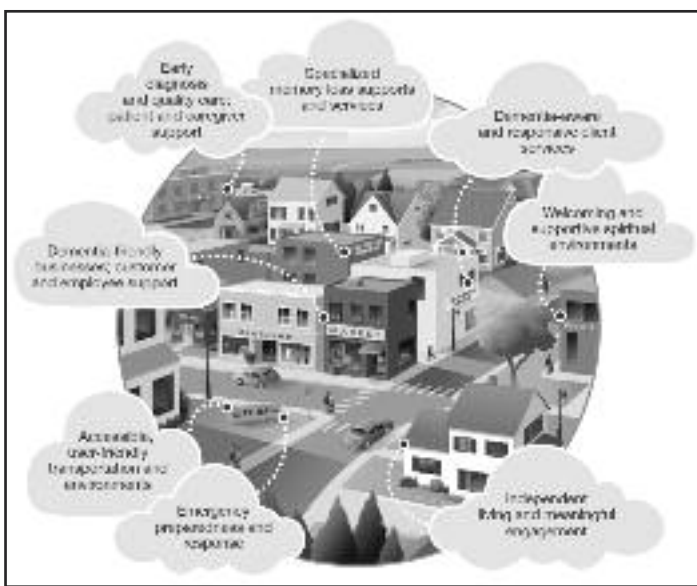 Early
diagnosis
and quality care;
patient and caregiver
support
Specialized
memory loss supports
and services
Dementia-aware
and responsive client
services
Welcoming and
supportive spiritual
environments
Dementia-friendly
businesses; customer
and employee support
MARKET
Accessible,
user-friendly
transportation and
environments
Emergency
preparedness and
response
Independent
living and meaningful
engagement